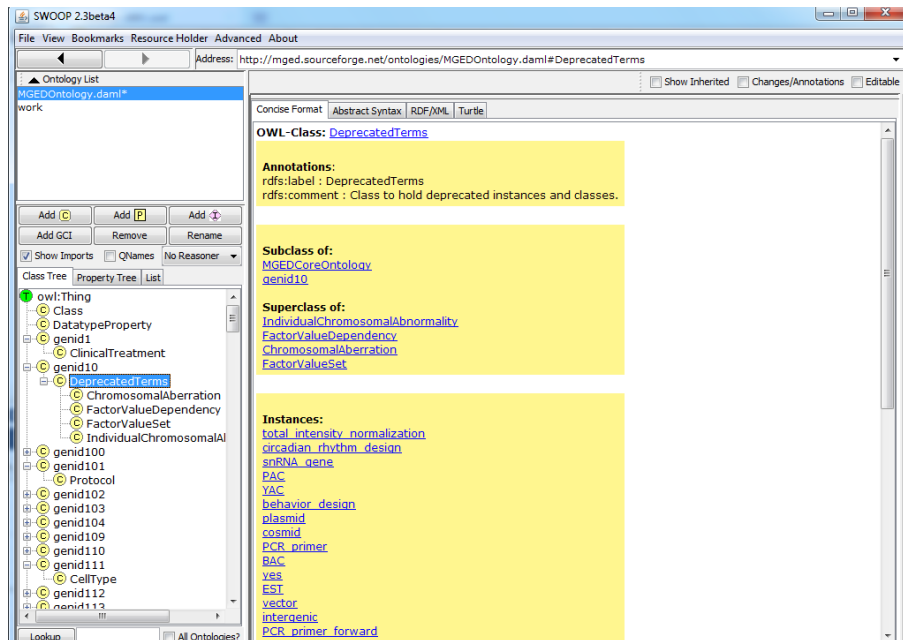 SWOOP 2.3beta4
File View Bookmarks Resource Holder Advanced About
Address: http://mged.sourceforge.net/ontologies/MGEDOntology.daml#DeprecatedTerms
Ontology List
MGEDOntology.daml*
work
Add C Add P Add I
Add GCI Remove Rename
Show Imports QNames No Reasoner
Class Tree Property Tree List
T owl:Thing
C Class
C DatatypeProperty
C genid1
C ClinicalTreatment
C genid10
C DeprecatedTerms
C ChromosomalAberration
C FactorValueDependency
C FactorValueSet
C IndividualChromosomalAl
C genid100
C genid101
C Protocol
C genid102
C genid103
C genid104
C genid109
C genid110
C genid111
C CellType
C genid112
C genid113
Lookup All Ontologies?
Show Inherited Changes/Annotations Editable
Concise Format Abstract Syntax RDF/XML Turtle
OWL-Class: DeprecatedTerms
Annotations:
rdfs:label : DeprecatedTerms
rdfs:comment : Class to hold deprecated instances and classes.
Subclass of:
MGEDCoreOntology
genid10
Superclass of:
IndividualChromosomalAbnormality
FactorValueDependency
ChromosomalAberration
FactorValueSet
Instances:
total_intensity_normalization
circadian_rhythm_design
snRNA_gene
PAC
YAC
behavior_design
plasmid
cosmid
PCR_primer
BAC
yes
EST
vector
intergenic
PCR_primer_forward